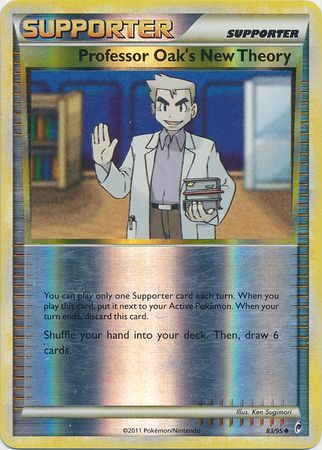 SUPPORTER
SUPPORTER
Professor Oak's New Theory
You can play only one Supporter card each turn. When you
play this card, put it next to your Active Pokémon. When your
turn ends, discard this card.
Shuffle your hand into your deck. Then, draw 6
cards.
Illus. Ken Sugimori
©2011 Pokémon/Nintendo
83/95